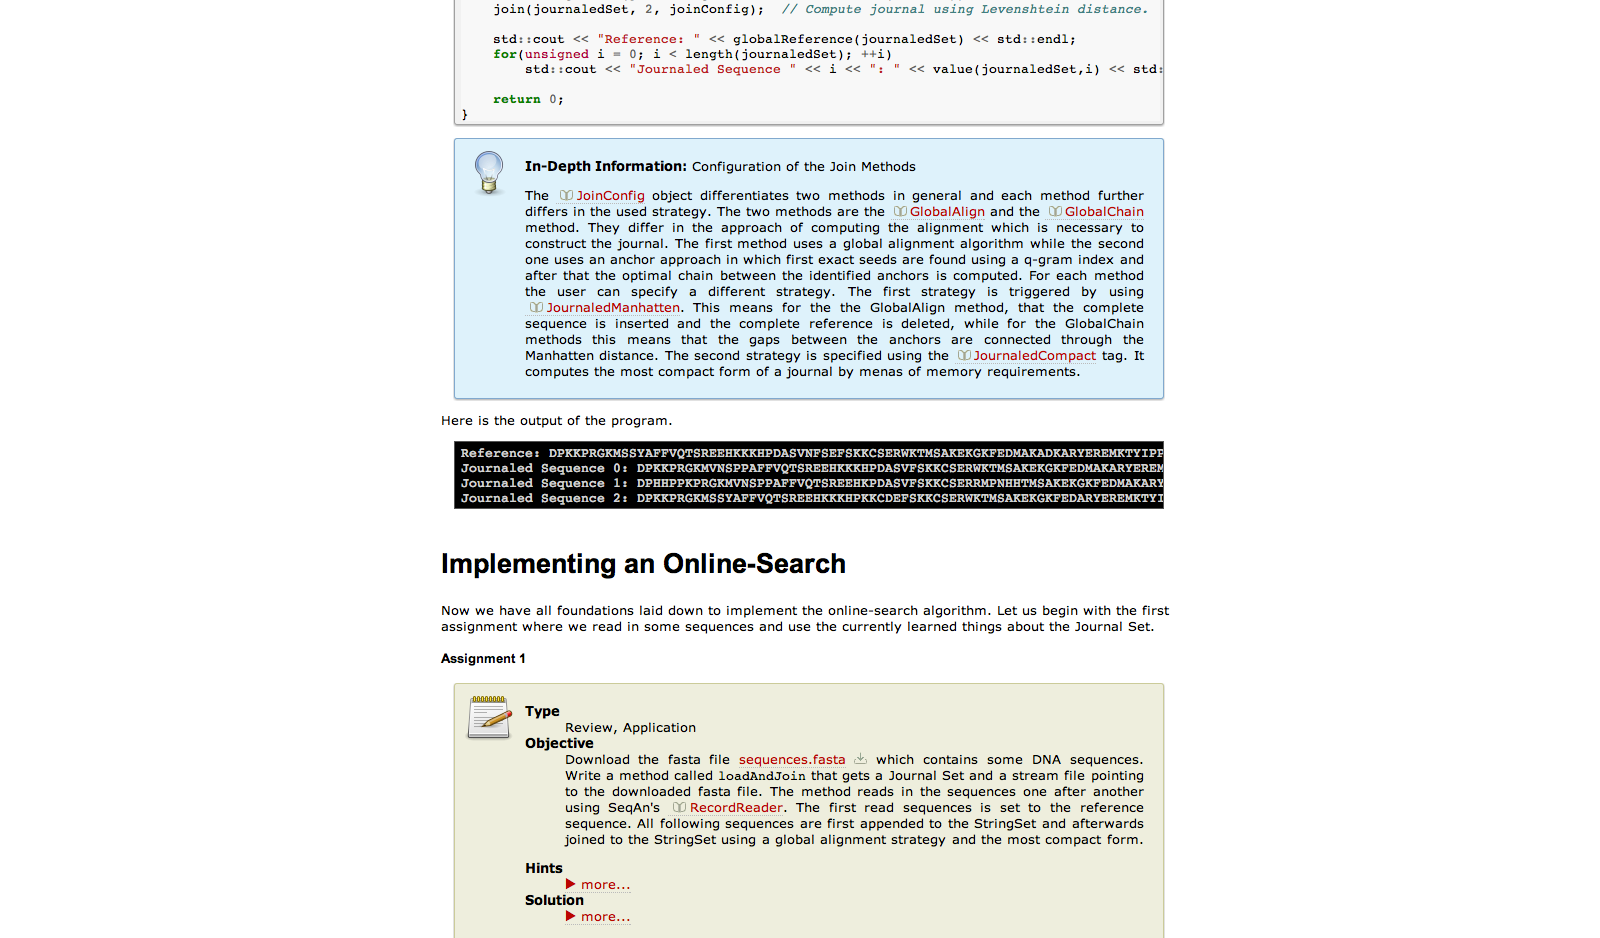 join(journaledSet, 2, joinConfig);  // Compute journal using Levenshtein distance.
std::cout << "Reference: " << globalReference(journaledSet) << std::endl;
for(unsigned i = 0; i < length(journaledSet); ++i)
std::cout << "Journaled Sequence " << i << ": " << value(journaledSet,i) << std:
return 0;
}
In-Depth Information: Configuration of the Join Methods
The JoinConfig object differentiates two methods in general and each method further
differs in the used strategy. The two methods are the GlobalAlign and the GlobalChain
method. They differ in the approach of computing the alignment which is necessary to
construct the journal. The first method uses a global alignment algorithm while the second
one uses an anchor approach in which first exact seeds are found using a q-gram index and
after that the optimal chain between the identified anchors is computed. For each method
the user can specify a different strategy. The first strategy is triggered by using
JournaledManhatten. This means for the the GlobalAlign method, that the complete
sequence is inserted and the complete reference is deleted, while for the GlobalChain
methods this means that the gaps between the anchors are connected through the
Manhatten distance. The second strategy is specified using the JournaledCompact tag. It
computes the most compact form of a journal by menas of memory requirements.
Here is the output of the program.
Reference: DPKKPRGKMSSYAFFVQTSREEHKKKHPDASVNFSEFSKKCSERWKTMSAKEKGKFEDMAKADKARYEREMKTYIPP
Journaled Sequence 0: DPKKPRGKMVNSPPAFFVQTSREEHKKKHPDASVFSKKCSERWKTMSAKEKGKFEDMAKARYEREM
Journaled Sequence 1: DPHHPPKPRGKMVNSPPAFFVQTSREEHKPDASVFSKKCSERRMPNHHTMSAKEKGKFEDMAKARY
Journaled Sequence 2: DPKKPRGKMSSYAFFVQTSREEHKKKHPKKCDEFSKKCSERWKTMSAKEKGKFEDARYEREMKTYI
Implementing an Online-Search
Now we have all foundations laid down to implement the online-search algorithm. Let us begin with the first
assignment where we read in some sequences and use the currently learned things about the Journal Set.
Assignment 1
Type
Review, Application
Objective
Download the fasta file sequences.fasta which contains some DNA sequences.
Write a method called loadAndJoin that gets a Journal Set and a stream file pointing
to the downloaded fasta file. The method reads in the sequences one after another
using SeqAn's RecordReader. The first read sequences is set to the reference
sequence. All following sequences are first appended to the StringSet and afterwards
joined to the StringSet using a global alignment strategy and the most compact form.
Hints
more...
Solution
more...